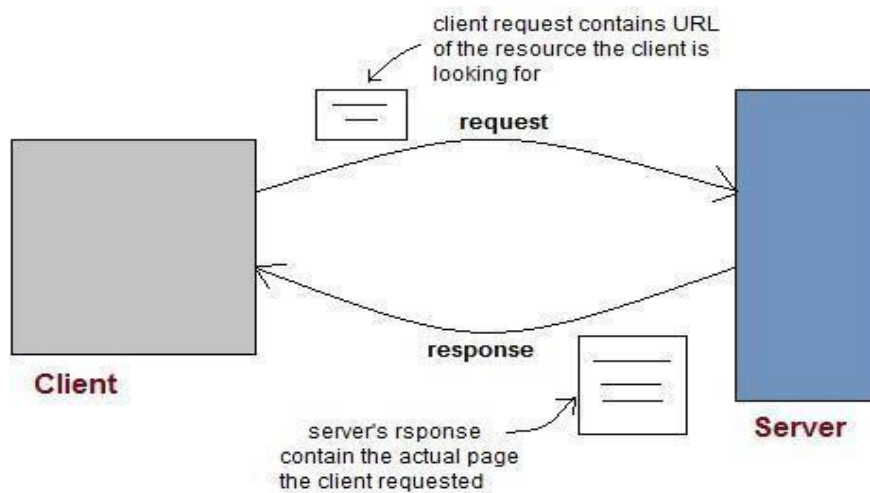 client request contains URL
of the resource the client is
looking for
request
response
Client
Server
server's rsponse
contain the actual page
the client requested